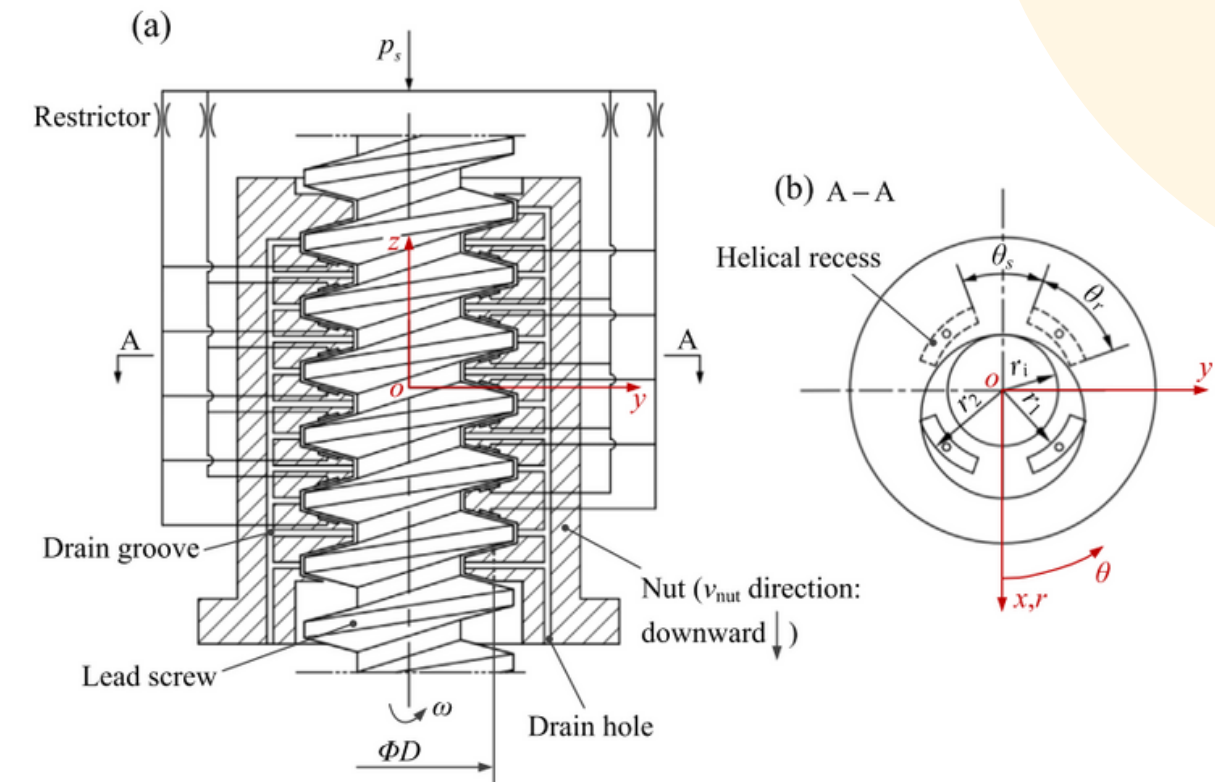 (a)
p_s
Restrictor
z
A
A
o
y
Drain groove
Nut (v_nut direction:
downward ↓ )
Lead screw
ω
Drain hole
ΦD
(b) A – A
Helical recess
θ_s
θ_r
y
o
r_i
r_2
r_1
θ
x,r